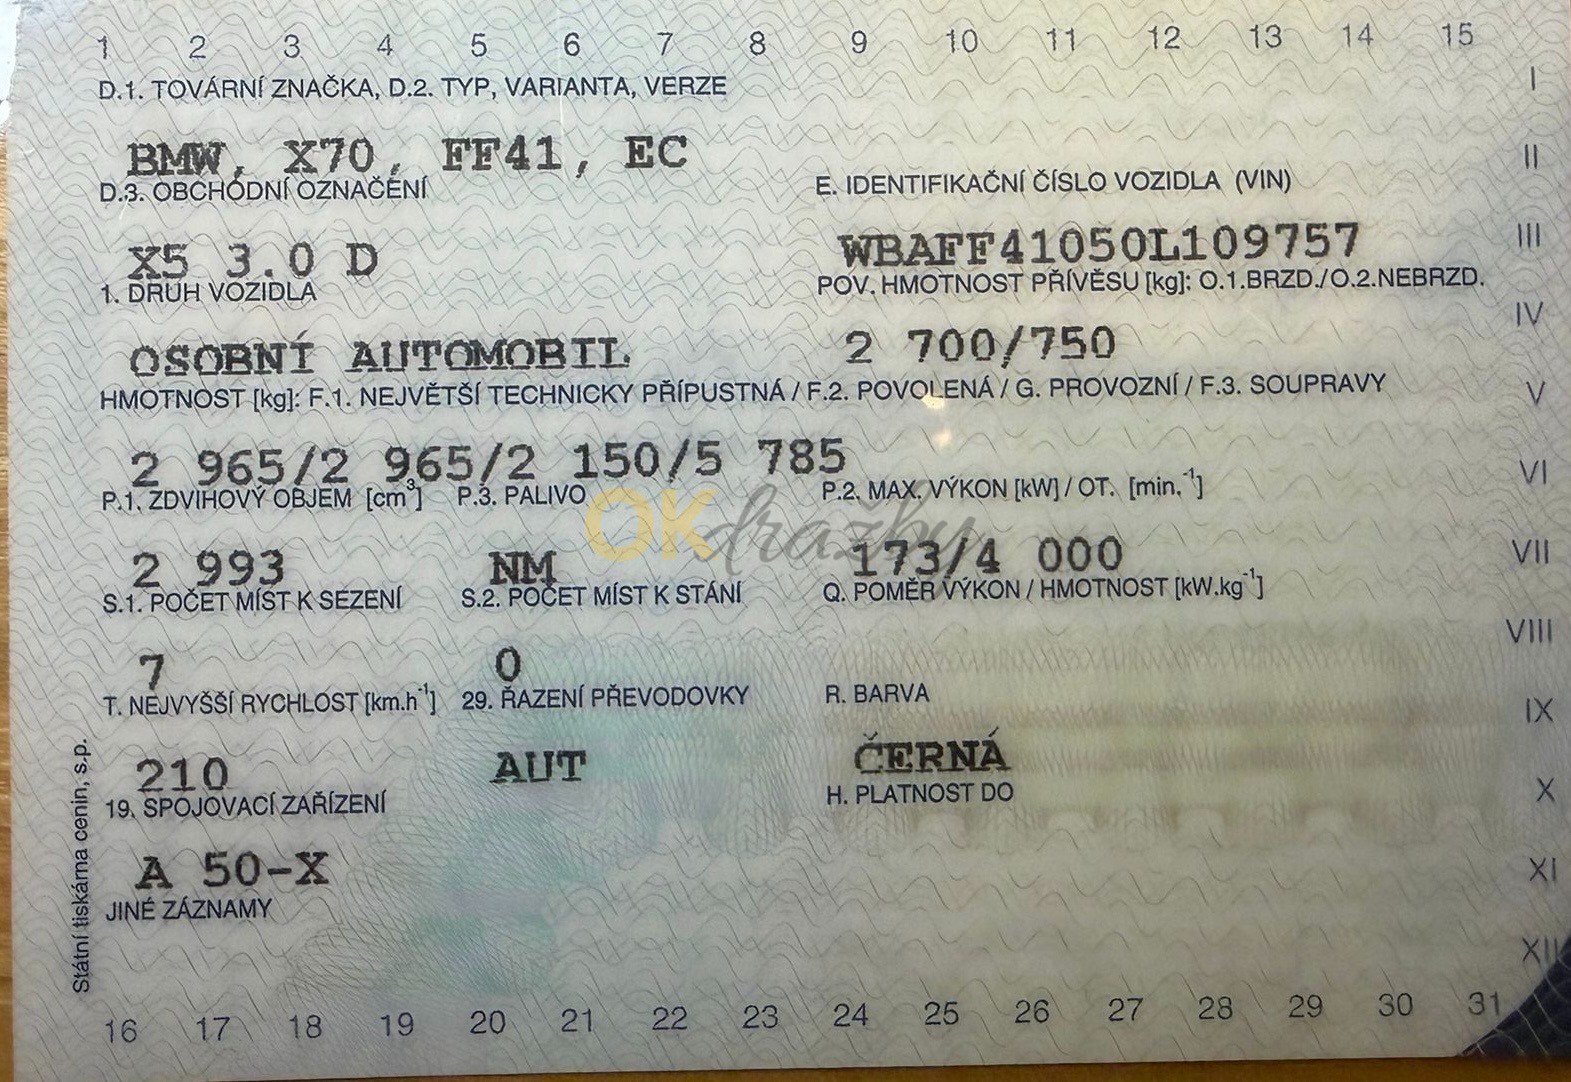 1 2 3 4 5 6 7 8 9 10 11 12 13 14 15
D.1. TOVÁRNÍ ZNAČKA, D.2. TYP, VARIANTA, VERZE
I
BMW, X70, FF41, EC
II
D.3. OBCHODNÍ OZNAČENÍ E. IDENTIFIKAČNÍ ČÍSLO VOZIDLA (VIN)
X5 3.0 D WBAFF41050L109757
III
1. DRUH VOZIDLA POV. HMOTNOST PŘÍVĚSU [kg]: O.1.BRZD./O.2.NEBRZD.
IV
OSOBNÍ AUTOMOBIL 2 700/750
HMOTNOST [kg]: F.1. NEJVĚTŠÍ TECHNICKY PŘÍPUSTNÁ / F.2. POVOLENÁ / G. PROVOZNÍ / F.3. SOUPRAVY
V
2 965/2 965/2 150/5 785
VI
P.1. ZDVIHOVÝ OBJEM [cm³] P.3. PALIVO P.2. MAX. VÝKON [kW] / OT. [min.⁻¹]
OKdražby
2 993 NM 173/4 000
VII
S.1. POČET MÍST K SEZENÍ S.2. POČET MÍST K STÁNÍ Q. POMĚR VÝKON / HMOTNOST [kW.kg⁻¹]
VIII
7 0
T. NEJVYŠŠÍ RYCHLOST [km.h⁻¹] 29. ŘAZENÍ PŘEVODOVKY R. BARVA
IX
210 AUT ČERNÁ
19. SPOJOVACÍ ZAŘÍZENÍ H. PLATNOST DO
X
A 50-X
XI
JINÉ ZÁZNAMY
XII
Státní tiskárna cenin, s.p.
16 17 18 19 20 21 22 23 24 25 26 27 28 29 30 31